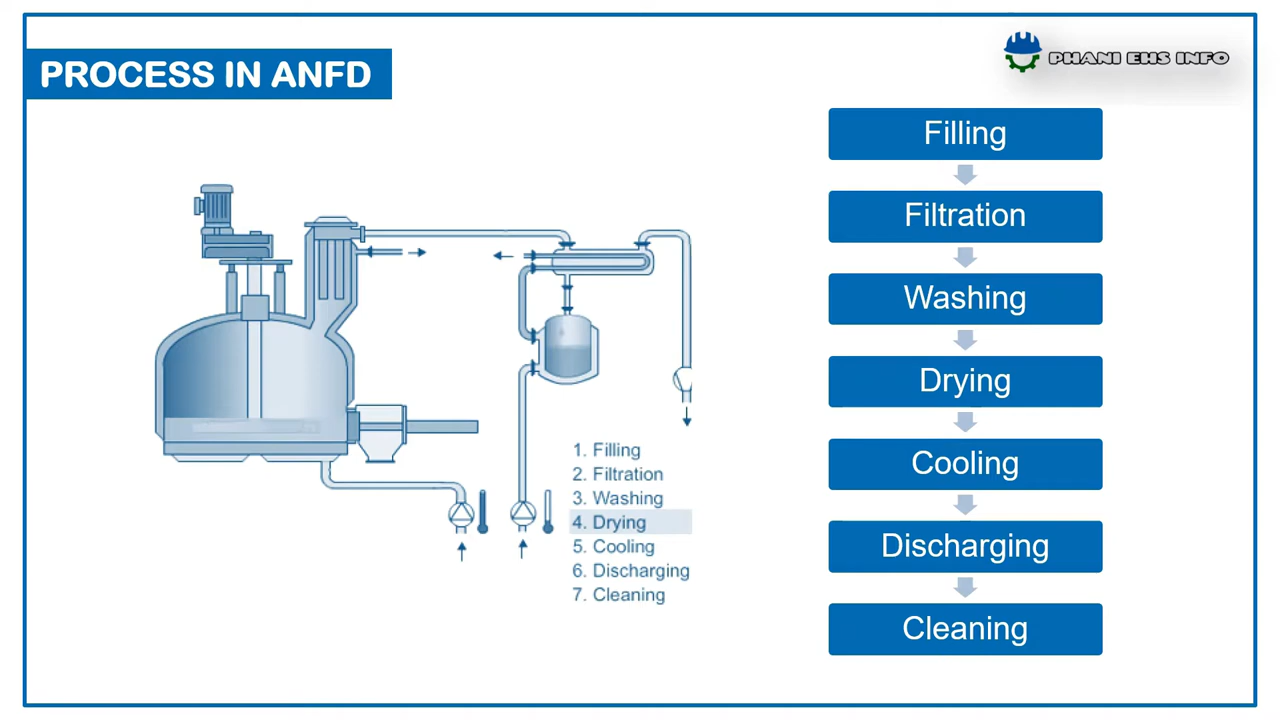 PROCESS IN ANFD
PHANI EHS INFO
Filling
Filtration
Washing
Drying
Cooling
Discharging
Cleaning
1. Filling
2. Filtration
3. Washing
4. Drying
5. Cooling
6. Discharging
7. Cleaning